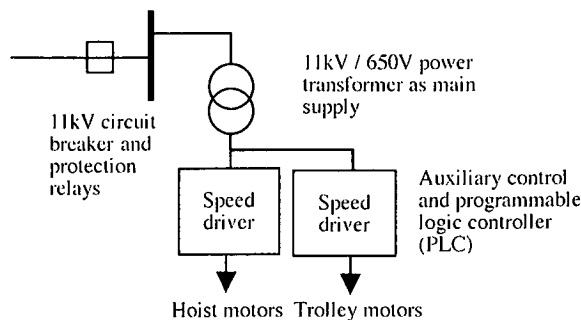 11kV / 650V power
transformer as main
supply
11kV circuit
breaker and
protection
relays
Speed
driver
Speed
driver
Auxiliary control
and programmable
logic controller
(PLC)
Hoist motors
Trolley motors